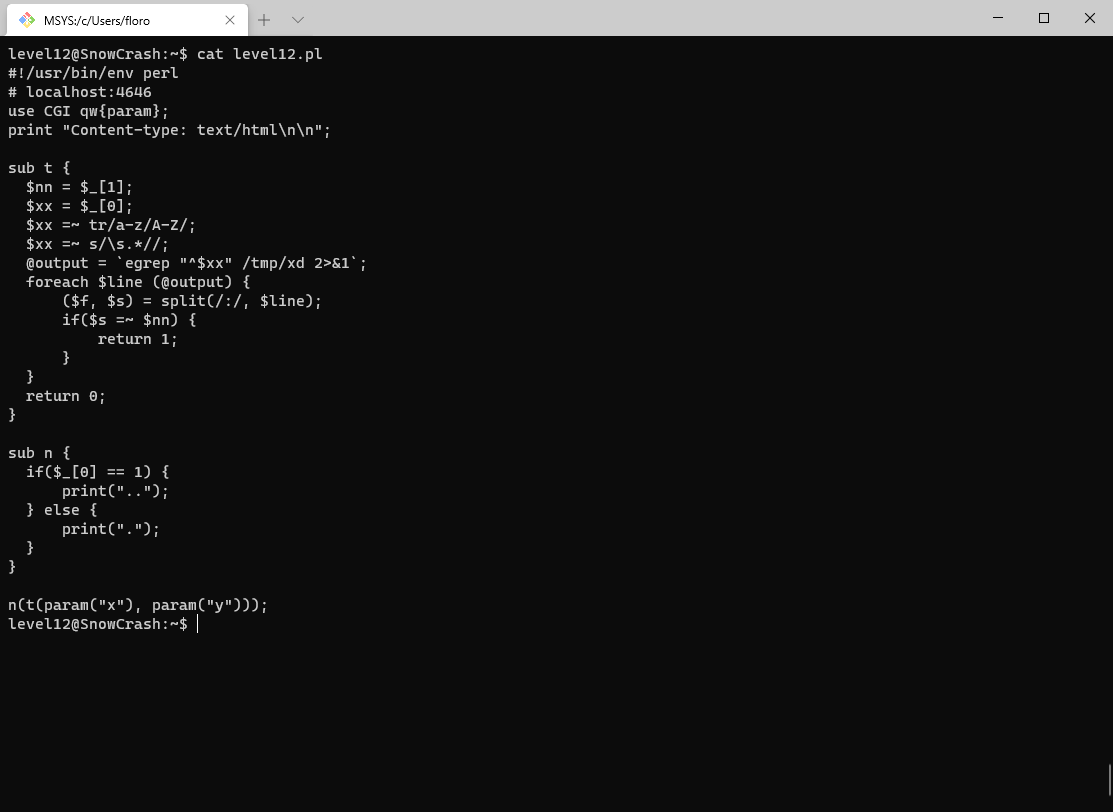 MSYS:/c/Users/floro
level12@SnowCrash:~$ cat level12.pl
#!/usr/bin/env perl
# localhost:4646
use CGI qw{param};
print "Content-type: text/html\n\n";

sub t {
  $nn = $_[1];
  $xx = $_[0];
  $xx =~ tr/a-z/A-Z/;
  $xx =~ s/\s.*//;
  @output = `egrep "^$xx" /tmp/xd 2>&1`;
  foreach $line (@output) {
      ($f, $s) = split(/:/, $line);
      if($s =~ $nn) {
          return 1;
      }
  }
  return 0;
}

sub n {
  if($_[0] == 1) {
      print("..");
  } else {
      print(".");
  }
}

n(t(param("x"), param("y")));
level12@SnowCrash:~$